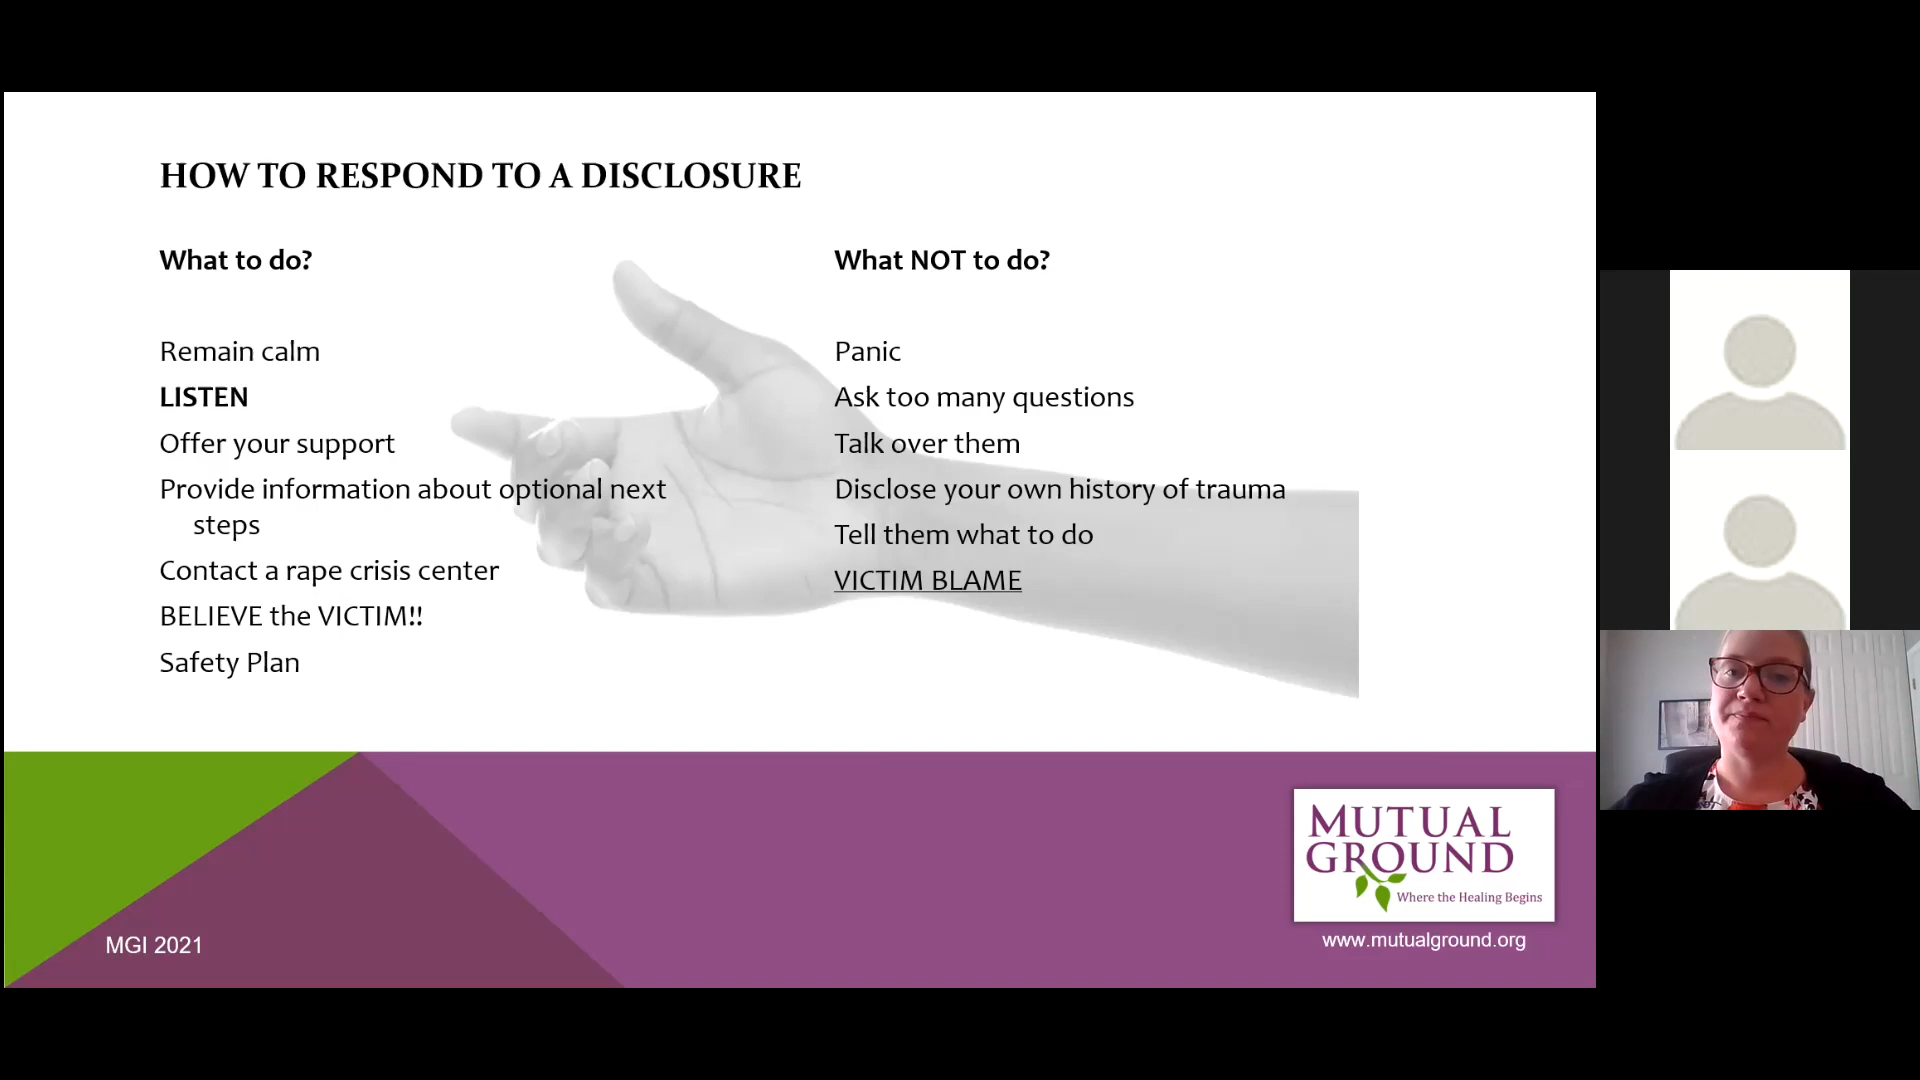 HOW TO RESPOND TO A DISCLOSURE
What to do?
Remain calm
LISTEN
Offer your support
Provide information about optional next
steps
Contact a rape crisis center
BELIEVE the VICTIM!!
Safety Plan
What NOT to do?
Panic
Ask too many questions
Talk over them
Disclose your own history of trauma
Tell them what to do
VICTIM BLAME
MGI 2021
MUTUAL
GROUND
Where the Healing Begins
www.mutualground.org